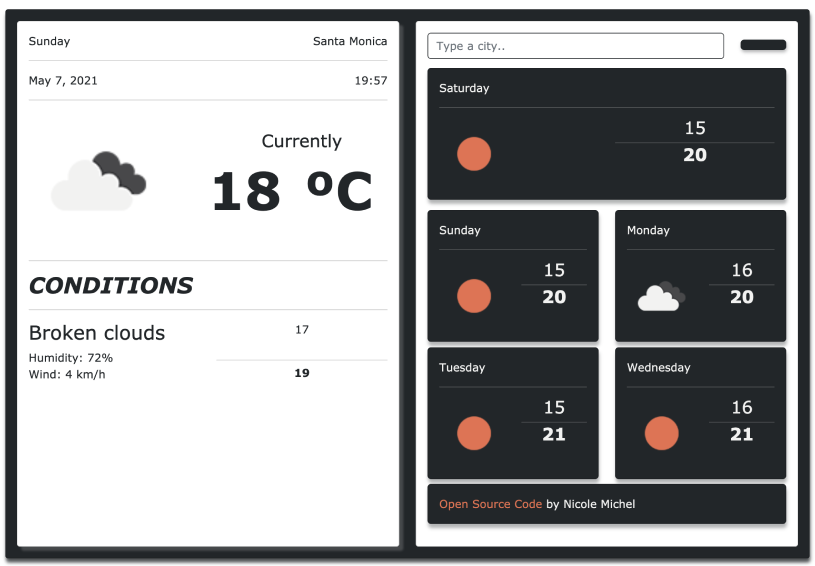 Sunday Santa Monica
May 7, 2021 19:57
Currently
18 ºC
CONDITIONS
Broken clouds 17
Humidity: 72%
Wind: 4 km/h 19
Type a city..
Saturday
15
20
Sunday
15
20
Monday
16
20
Tuesday
15
21
Wednesday
16
21
Open Source Code by Nicole Michel